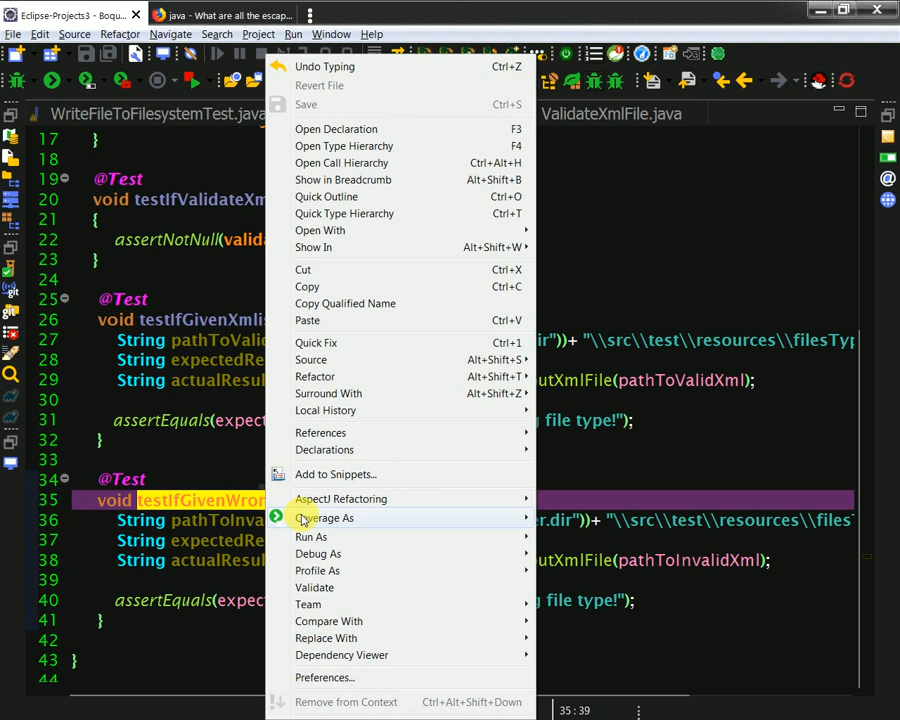 Eclipse-Projects3 - Boqu...
java - What are all the escap...
File Edit Source Refactor Navigate Search Project Run Window Help
WriteFileToFilesystemTest.java
ValidateXmlFile.java
17 }
18
19 @Test
20 void testIfValidateXm
21 {
22 assertNotNull(valida
23 }
24
25 @Test
26 void testIfGivenXmlis
27 String pathToValid ir"))+ "\\src\\test\\resources\\filesTyp
28 String expectedRe
29 String actualResul utXmlFile(pathToValidXml);
30
31 assertEquals(expect g file type!");
32 }
33
34 @Test
35 void testIfGivenWron
36 String pathToInva er.dir"))+ "\\src\\test\\resources\\files
37 String expectedRe
38 String actualResul utXmlFile(pathToInvalidXml);
39
40 assertEquals(expec g file type!");
41 }
42
43 }
44
Undo Typing Ctrl+Z
Revert File
Save Ctrl+S
Open Declaration F3
Open Type Hierarchy F4
Open Call Hierarchy Ctrl+Alt+H
Show in Breadcrumb Alt+Shift+B
Quick Outline Ctrl+O
Quick Type Hierarchy Ctrl+T
Open With
Show In Alt+Shift+W
Cut Ctrl+X
Copy Ctrl+C
Copy Qualified Name
Paste Ctrl+V
Quick Fix Ctrl+1
Source Alt+Shift+S
Refactor Alt+Shift+T
Surround With Alt+Shift+Z
Local History
References
Declarations
Add to Snippets...
AspectJ Refactoring
Coverage As
Run As
Debug As
Profile As
Validate
Team
Compare With
Replace With
Dependency Viewer
Preferences...
Remove from Context Ctrl+Alt+Shift+Down
35 : 39